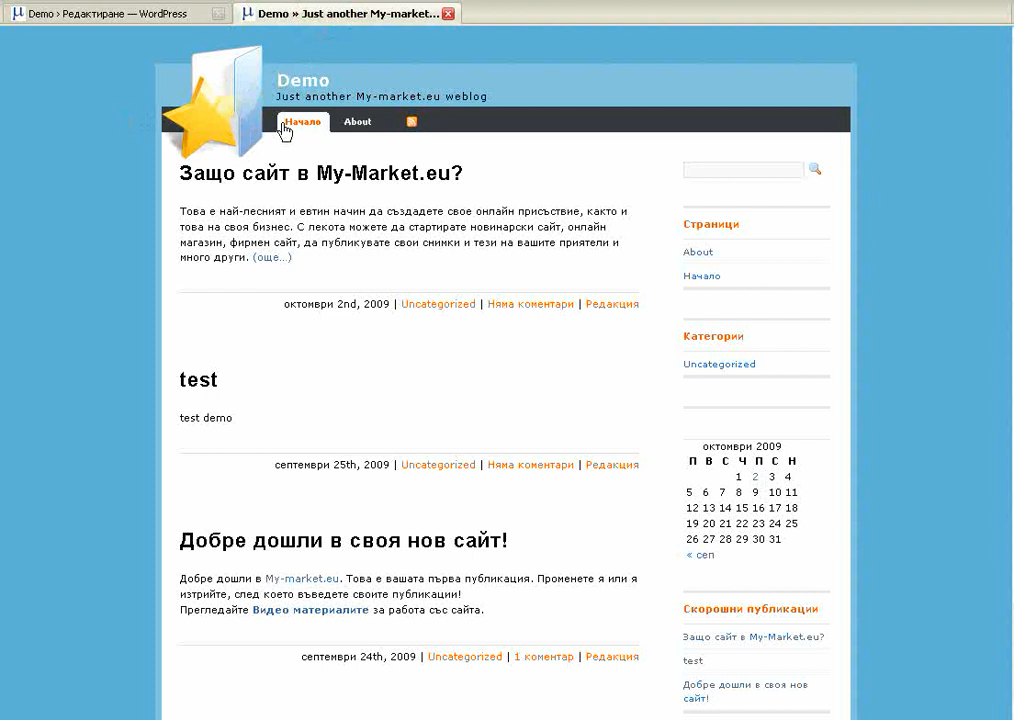 Demo › Редактиране — WordPress
Demo » Just another My-market...
Demo
Just another My-market.eu weblog
Начало
About
Защо сайт в My-Market.eu?
Това е най-лесният и евтин начин да създадете свое онлайн присъствие, както и
това на своя бизнес. С лекота можете да стартирате новинарски сайт, онлайн
магазин, фирмен сайт, да публикувате свои снимки и тези на вашите приятели и
много други. (още...)
октомври 2nd, 2009 | Uncategorized | Няма коментари | Редакция
test
test demo
септември 25th, 2009 | Uncategorized | Няма коментари | Редакция
Добре дошли в своя нов сайт!
Добре дошли в My-market.eu. Това е вашата първа публикация. Променете я или я
изтрийте, след което въведете своите публикации!
Прегледайте Видео материалите за работа със сайта.
септември 24th, 2009 | Uncategorized | 1 коментар | Редакция
Страници
About
Начало
Категории
Uncategorized
октомври 2009
П В С Ч П С Н
1 2 3 4
5 6 7 8 9 10 11
12 13 14 15 16 17 18
19 20 21 22 23 24 25
26 27 28 29 30 31
« сеп
Скорошни публикации
Защо сайт в My-Market.eu?
test
Добре дошли в своя нов
сайт!